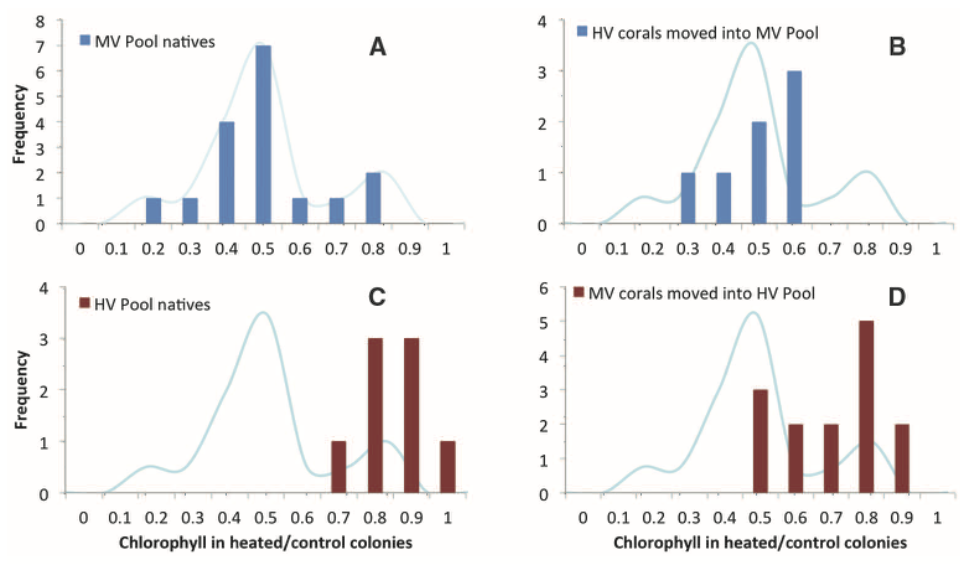 8
7
6
5
4
3
2
1
0
Frequency
MV Pool natives
A
0 0.1 0.2 0.3 0.4 0.5 0.6 0.7 0.8 0.9 1
4
3
2
1
0
HV corals moved into MV Pool
B
0 0.1 0.2 0.3 0.4 0.5 0.6 0.7 0.8 0.9 1
4
3
2
1
0
Frequency
HV Pool natives
C
0 0.1 0.2 0.3 0.4 0.5 0.6 0.7 0.8 0.9 1
Chlorophyll in heated/control colonies
6
5
4
3
2
1
0
MV corals moved into HV Pool
D
0 0.1 0.2 0.3 0.4 0.5 0.6 0.7 0.8 0.9 1
Chlorophyll in heated/control colonies